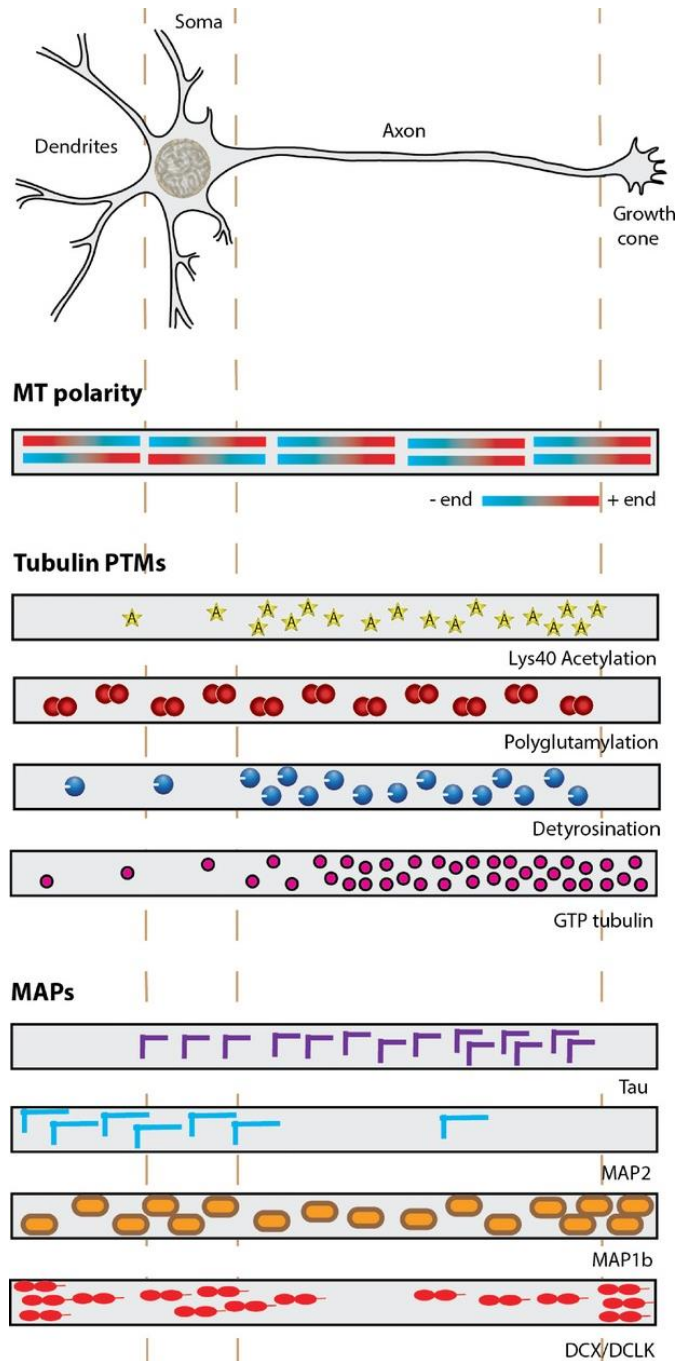 Soma
Axon
Dendrites
Growth
cone
MT polarity
- end + end
Tubulin PTMs
A A A A A A A A A A A A A A A A A
Lys40 Acetylation
Polyglutamylation
Detyrosination
GTP tubulin
MAPs
Tau
MAP2
MAP1b
DCX/DCLK